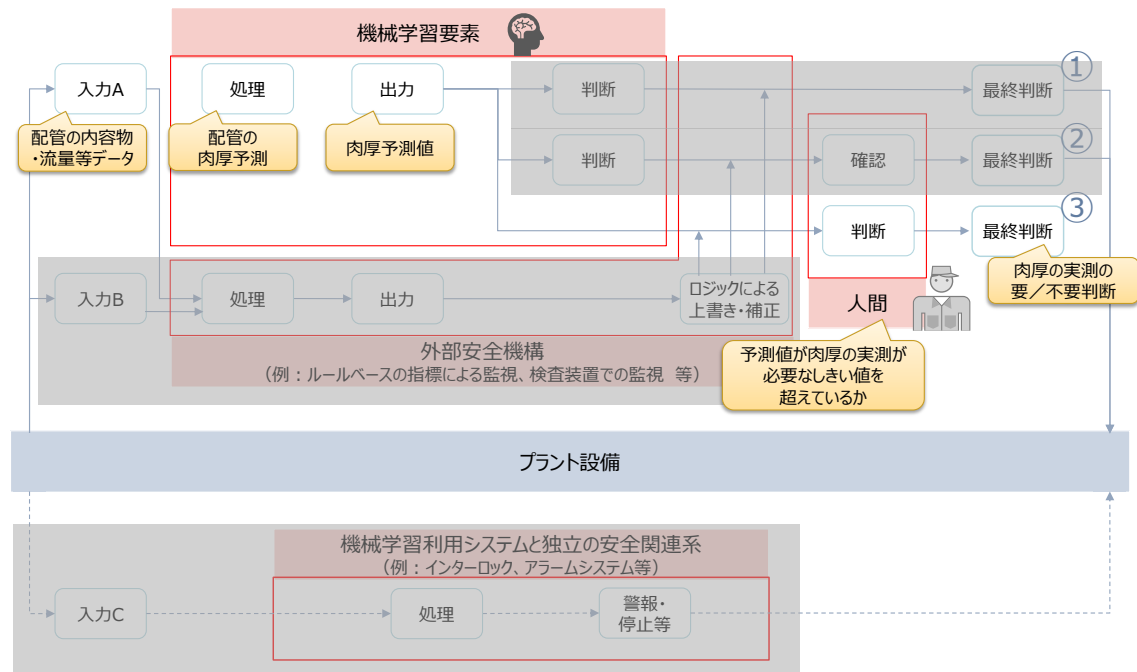 機械学習要素
入力A
処理
出力
判断
最終判断
①
配管の内容物
・流量等データ
配管の
肉厚予測
肉厚予測値
判断
確認
最終判断
②
判断
最終判断
③
肉厚の実測の
要／不要判断
人間
入力B
処理
出力
ロジックによる
上書き・補正
外部安全機構
（例：ルールベースの指標による監視、検査装置での監視 等）
予測値が肉厚の実測が
必要なしきい値を
超えているか
プラント設備
機械学習利用システムと独立の安全関連系
（例：インターロック、アラームシステム等）
入力C
処理
警報・
停止等